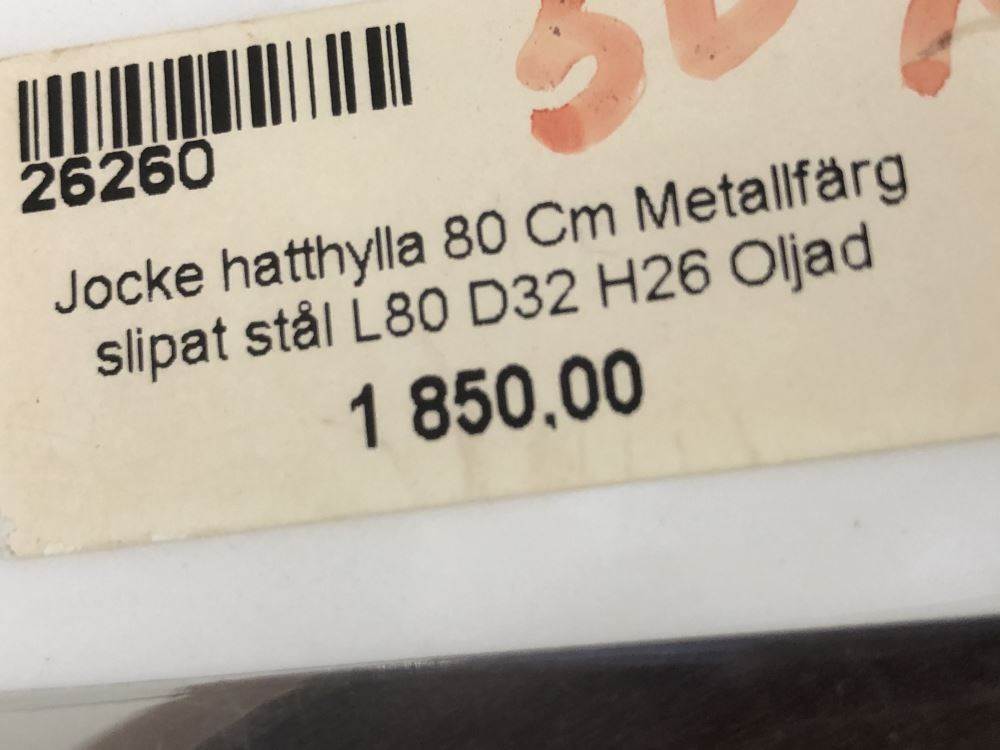 26260
Jocke hatthylla 80 Cm Metallfärg
slipat stål L80 D32 H26 Oljad
1 850,00